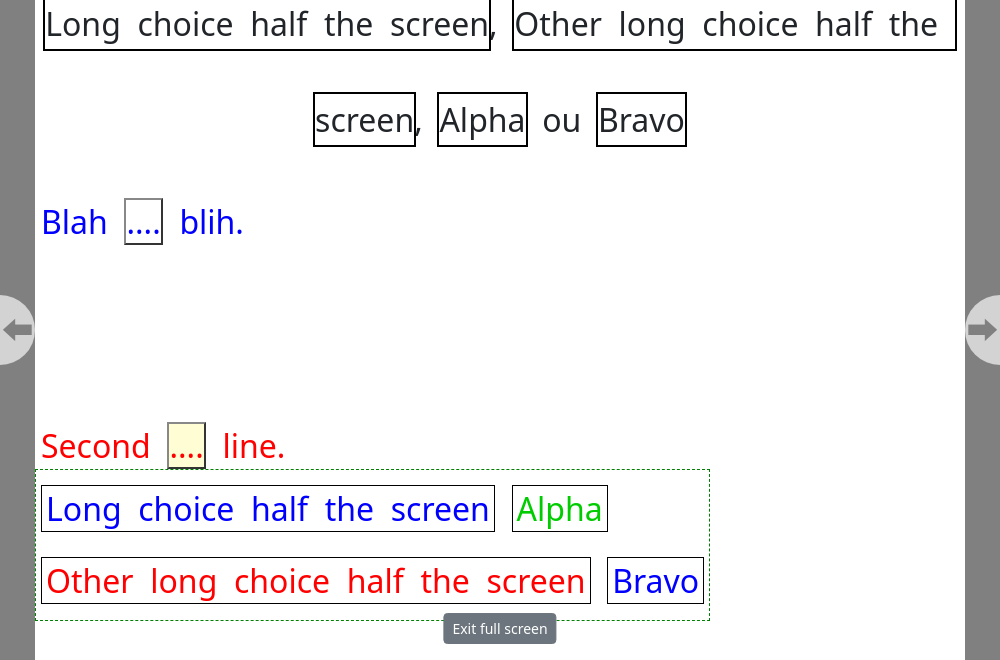 Long choice half the screen, Other long choice half the
screen, Alpha ou Bravo
Blah .... blih.
Second .... line.
Long choice half the screen Alpha
Other long choice half the screen Bravo
Exit full screen